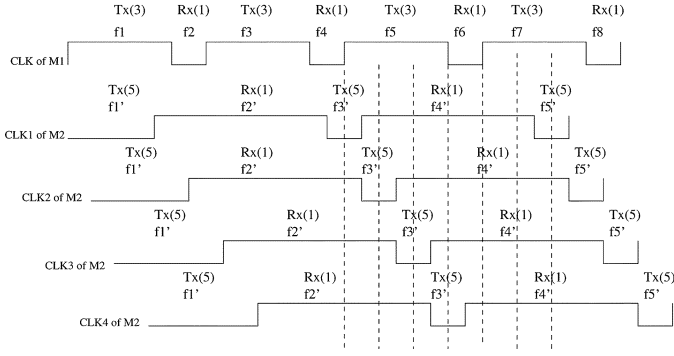 Tx(3) Rx(1) Tx(3) Rx(1) Tx(3) Rx(1) Tx(3) Rx(1)
f1 f2 f3 f4 f5 f6 f7 f8
CLK of M1
Tx(5) Rx(1) Tx(5) Rx(1) Tx(5)
f1' f2' f3' f4' f5'
CLK1 of M2
Tx(5) Rx(1) Tx(5) Rx(1) Tx(5)
f1' f2' f3' f4' f5'
CLK2 of M2
Tx(5) Rx(1) Tx(5) Rx(1) Tx(5)
f1' f2' f3' f4' f5'
CLK3 of M2
Tx(5) Rx(1) Tx(5) Rx(1) Tx(5)
f1' f2' f3' f4' f5'
CLK4 of M2